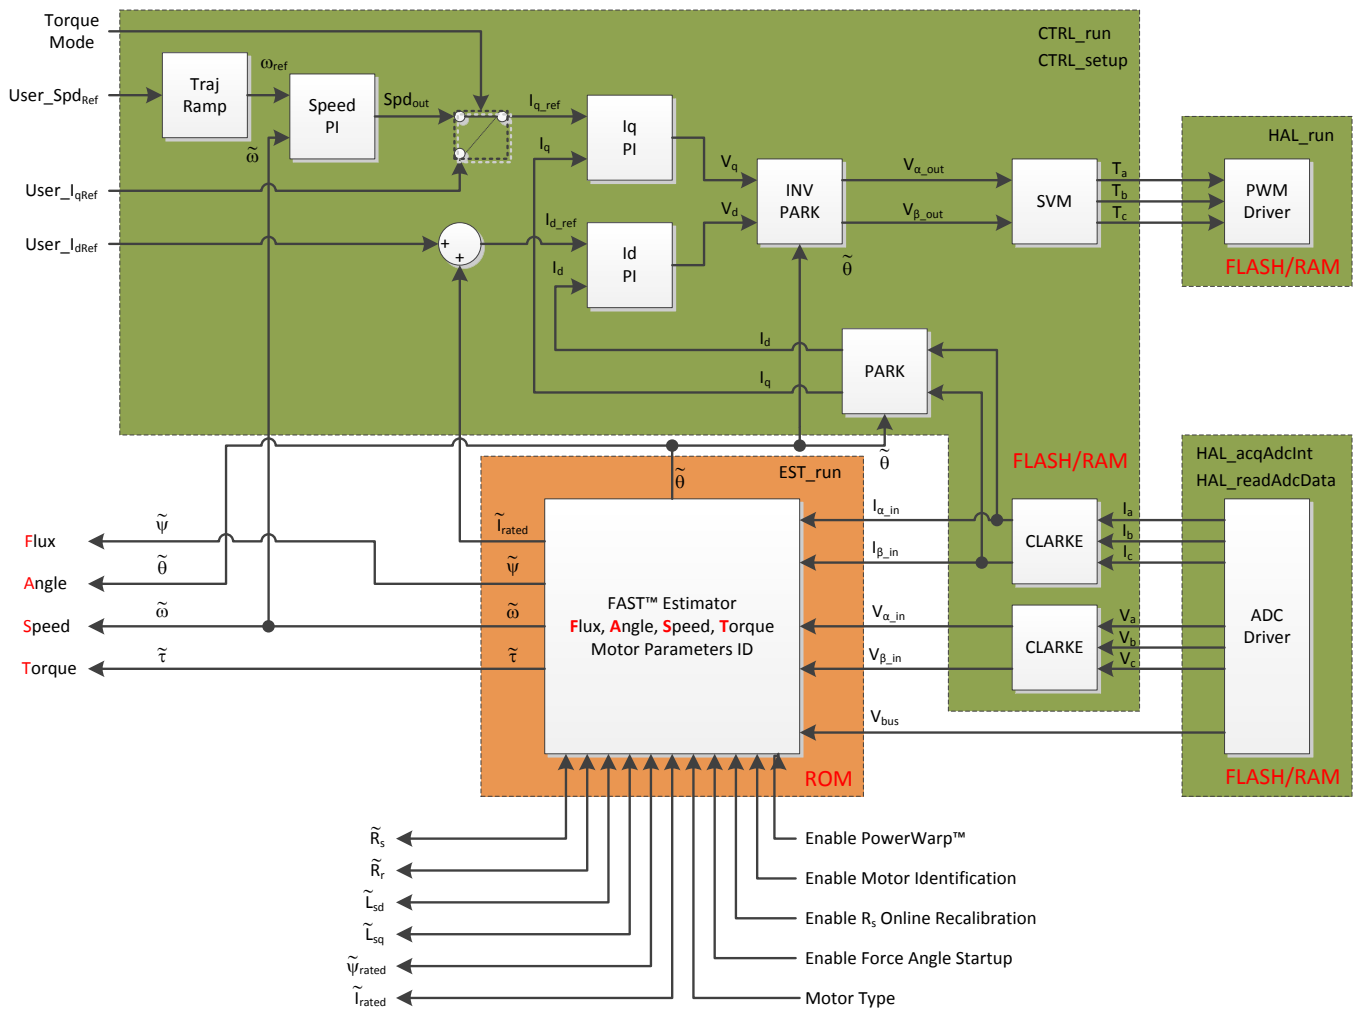 Torque
Mode
CTRL_run
CTRL_setup
User_SpdRef
Traj
Ramp
ωref
Speed
PI
ω̃
Spdout
Iq_ref
Iq
Iq
PI
User_IqRef
User_IdRef
+
+
Id_ref
Id
Id
PI
Vq
Vd
INV
PARK
θ̃
Vα_out
Vβ_out
SVM
Ta
Tb
Tc
HAL_run
PWM
Driver
FLASH/RAM
Id
Iq
PARK
θ̃
θ̃
EST_run
FLASH/RAM
HAL_acqAdcInt
HAL_readAdcData
Flux
ψ̃
Angle
θ̃
Speed
ω̃
Torque
τ̃
Ĩrated
ψ̃
ω̃
τ̃
FAST™ Estimator
Flux, Angle, Speed, Torque
Motor Parameters ID
ROM
Iα_in
Iβ_in
Vα_in
Vβ_in
Vbus
CLARKE
CLARKE
Ia
Ib
Ic
Va
Vb
Vc
ADC
Driver
FLASH/RAM
R̃s
R̃r
L̃sd
L̃sq
ψ̃rated
Ĩrated
Enable PowerWarp™
Enable Motor Identification
Enable Rs Online Recalibration
Enable Force Angle Startup
Motor Type